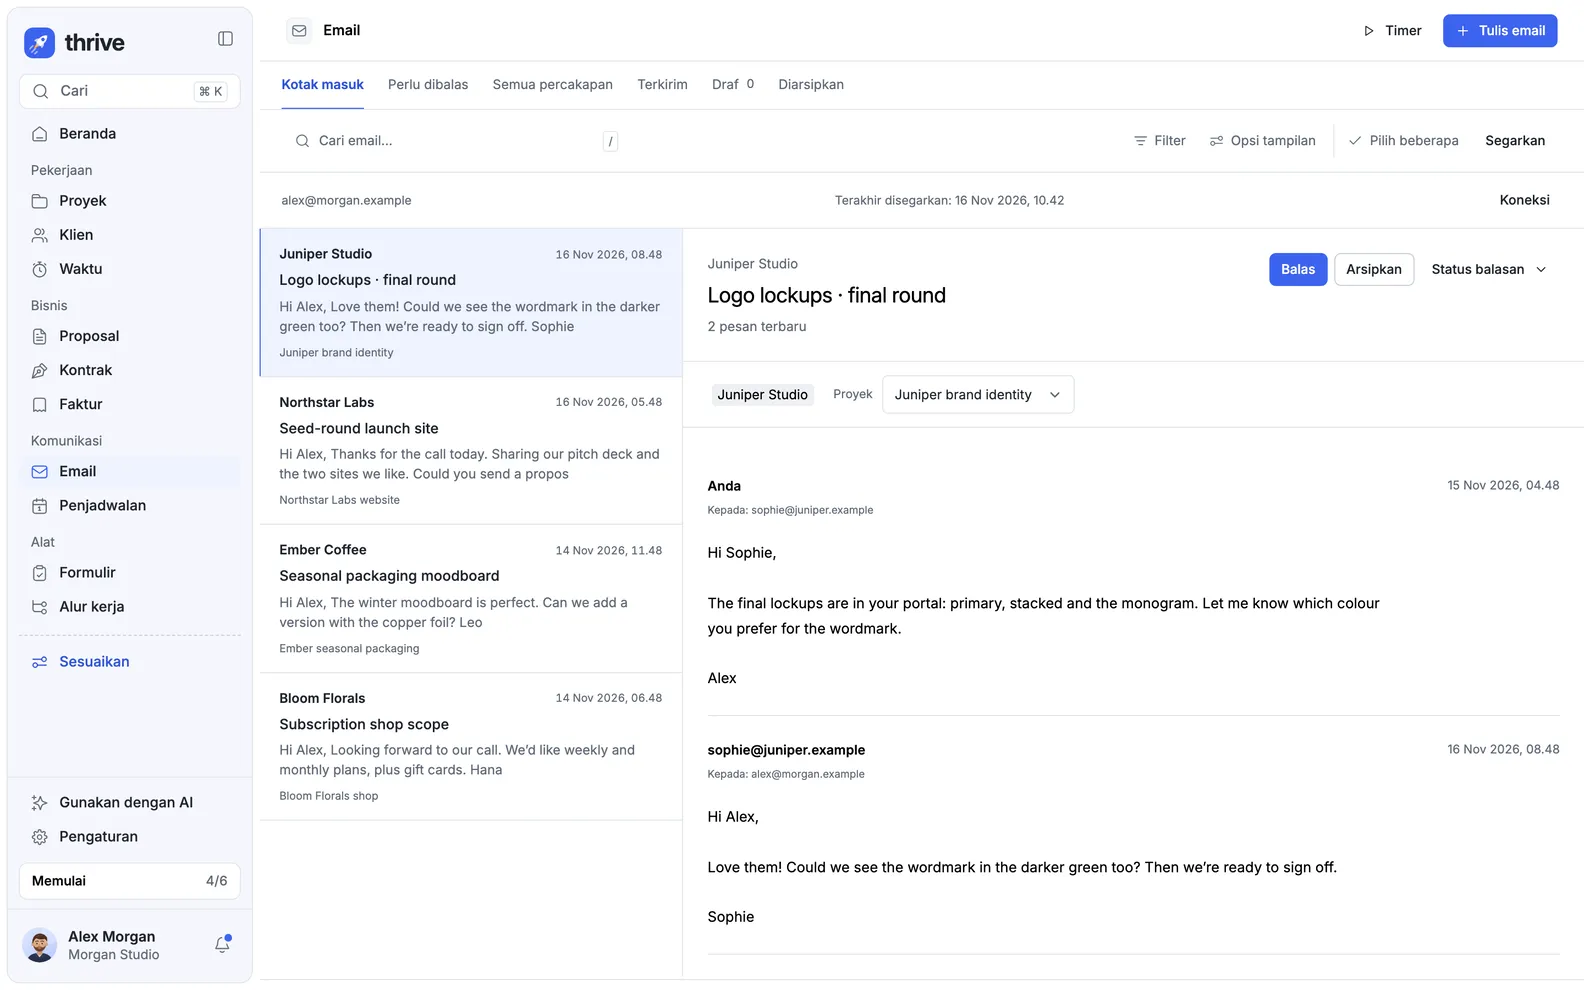 thrive
Cari
⌘ K
Beranda
Pekerjaan
Proyek
Klien
Waktu
Bisnis
Proposal
Kontrak
Faktur
Komunikasi
Email
Penjadwalan
Alat
Formulir
Alur kerja
Sesuaikan
Gunakan dengan AI
Pengaturan
Memulai 4/6
Alex Morgan
Morgan Studio
Email
Timer
Tulis email
Kotak masuk
Perlu dibalas
Semua percakapan
Terkirim
Draf 0
Diarsipkan
Cari email...
/
Filter
Opsi tampilan
Pilih beberapa
Segarkan
alex@morgan.example
Terakhir disegarkan: 16 Nov 2026, 10.42
Koneksi
Juniper Studio 16 Nov 2026, 08.48
Logo lockups · final round
Hi Alex, Love them! Could we see the wordmark in the darker
green too? Then we’re ready to sign off. Sophie
Juniper brand identity
Northstar Labs 16 Nov 2026, 05.48
Seed-round launch site
Hi Alex, Thanks for the call today. Sharing our pitch deck and
the two sites we like. Could you send a propos
Northstar Labs website
Ember Coffee 14 Nov 2026, 11.48
Seasonal packaging moodboard
Hi Alex, The winter moodboard is perfect. Can we add a
version with the copper foil? Leo
Ember seasonal packaging
Bloom Florals 14 Nov 2026, 06.48
Subscription shop scope
Hi Alex, Looking forward to our call. We’d like weekly and
monthly plans, plus gift cards. Hana
Bloom Florals shop
Juniper Studio
Logo lockups · final round
2 pesan terbaru
Balas
Arsipkan
Status balasan
Juniper Studio
Proyek
Juniper brand identity
Anda 15 Nov 2026, 04.48
Kepada: sophie@juniper.example
Hi Sophie,
The final lockups are in your portal: primary, stacked and the monogram. Let me know which colour
you prefer for the wordmark.
Alex
sophie@juniper.example 16 Nov 2026, 08.48
Kepada: alex@morgan.example
Hi Alex,
Love them! Could we see the wordmark in the darker green too? Then we’re ready to sign off.
Sophie